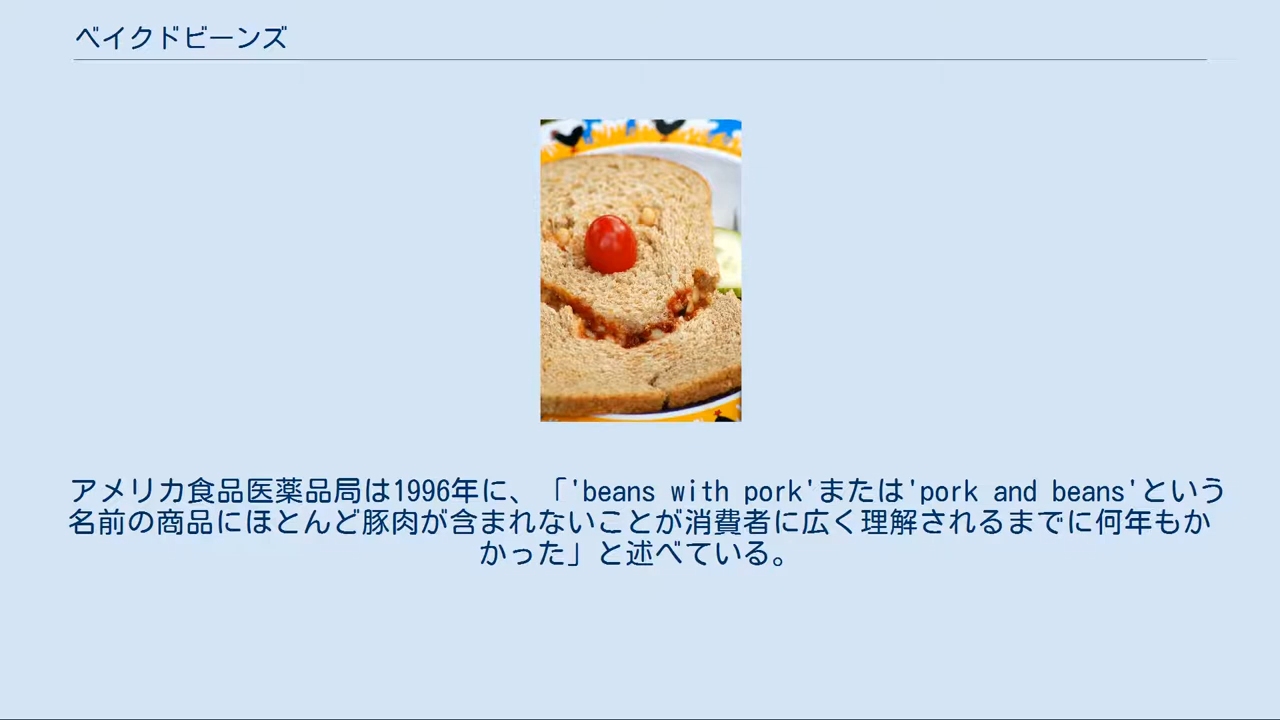 ベイクドビーンズ
アメリカ食品医薬品局は1996年に、「'beans with pork'または'pork and beans'という
名前の商品にほとんど豚肉が含まれないことが消費者に広く理解されるまでに何年もか
かった」と述べている。